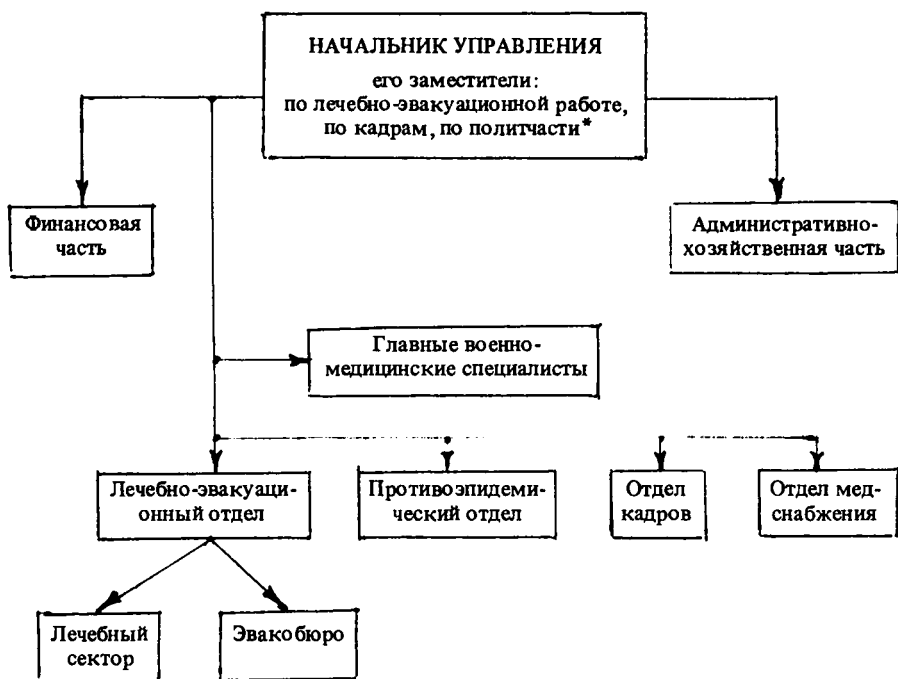 НАЧАЛЬНИК УПРАВЛЕНИЯ
его заместители:
по лечебно-эвакуационной работе,
по кадрам, по политчасти*
Финансовая
часть
Административно-
хозяйственная часть
Главные военно-
медицинские специалисты
Лечебно-эвакуаци-
онный отдел
Противоэпидеми-
ческий отдел
Отдел
кадров
Отдел мед-
снабжения
Лечебный
сектор
Эвакобюро